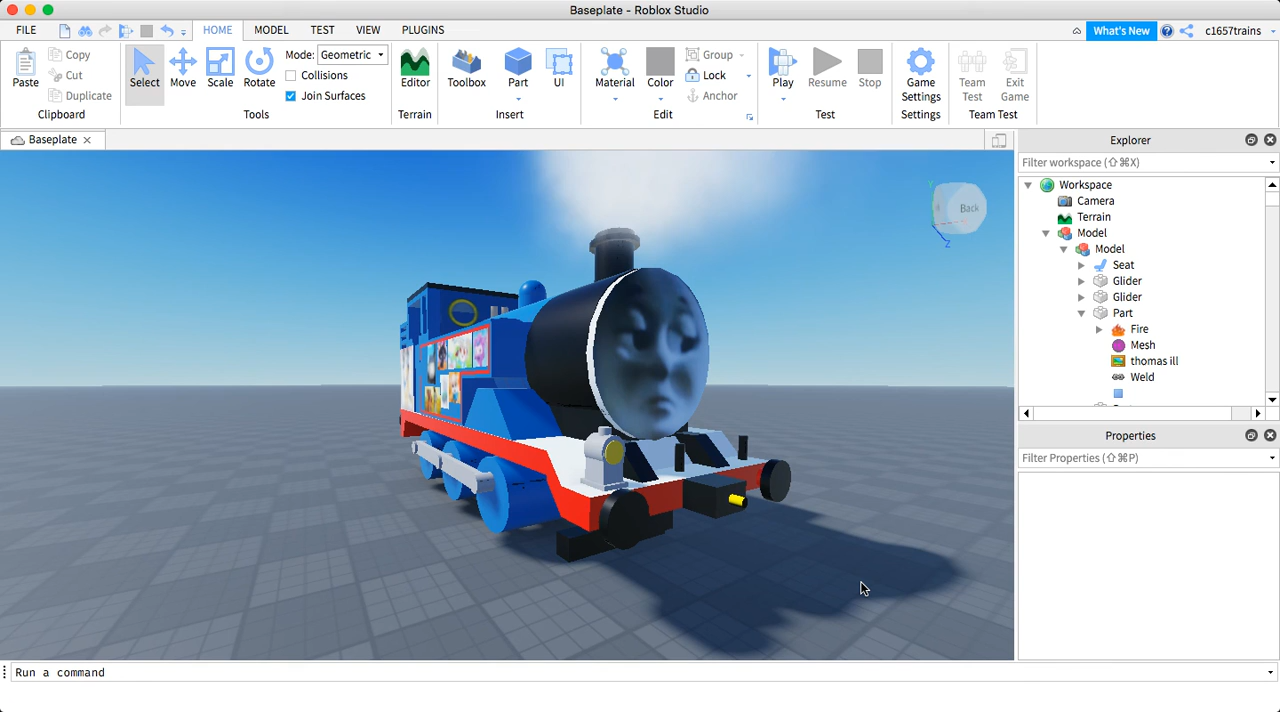 Baseplate - Roblox Studio
FILE HOME MODEL TEST VIEW PLUGINS What's New c1657trains
Paste Copy Cut Duplicate Clipboard
Select Move Scale Rotate Mode: Geometric Collisions Join Surfaces Tools
Editor Terrain
Toolbox Part UI Insert
Material Color Group Lock Anchor Edit
Play Resume Stop Test
Game Settings Settings
Team Test Exit Game Team Test
Baseplate
Explorer
Filter workspace (⇧⌘X)
Workspace
Camera
Terrain
Model
Model
Seat
Glider
Glider
Part
Fire
Mesh
thomas ill
Weld
Back
Y
Z
Properties
Filter Properties (⇧⌘P)
Run a command